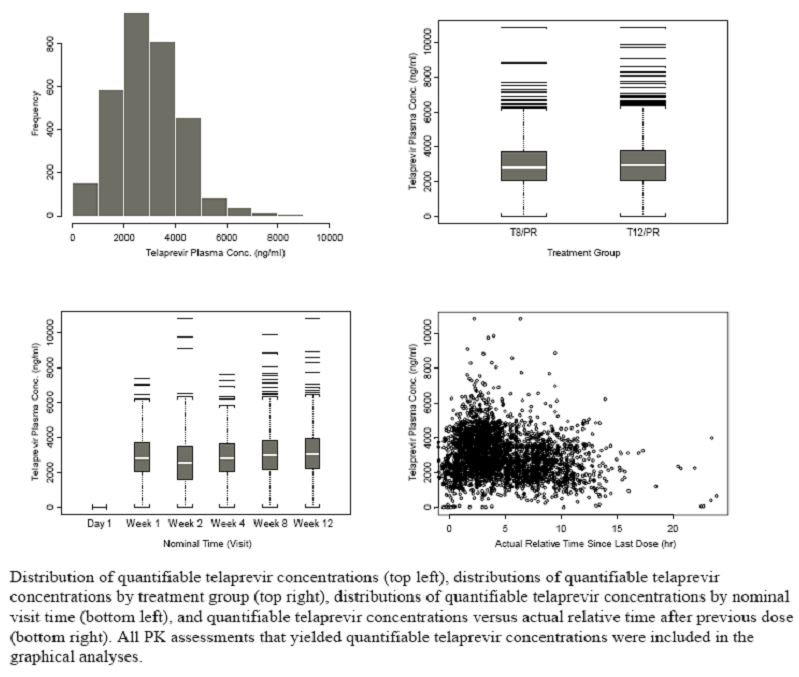 800
600
400
200
0
Frequency
0 2000 4000 6000 8000 10000
Telaprevir Plasma Conc. (ng/ml)
10000
8000
6000
4000
2000
0
Telaprevir Plasma Conc. (ng/ml)
T8/PR T12/PR
Treatment Group
10000
8000
6000
4000
2000
0
Telaprevir Plasma Conc. (ng/ml)
Day 1 Week 1 Week 2 Week 4 Week 8 Week 12
Nominal Time (Visit)
10000
8000
6000
4000
2000
0
Telaprevir Plasma Conc. (ng/ml)
0 5 10 15 20
Actual Relative Time Since Last Dose (hr)
Distribution of quantifiable telaprevir concentrations (top left), distributions of quantifiable telaprevir
concentrations by treatment group (top right), distributions of quantifiable telaprevir concentrations by nominal
visit time (bottom left), and quantifiable telaprevir concentrations versus actual relative time after previous dose
(bottom right). All PK assessments that yielded quantifiable telaprevir concentrations were included in the
graphical analyses.